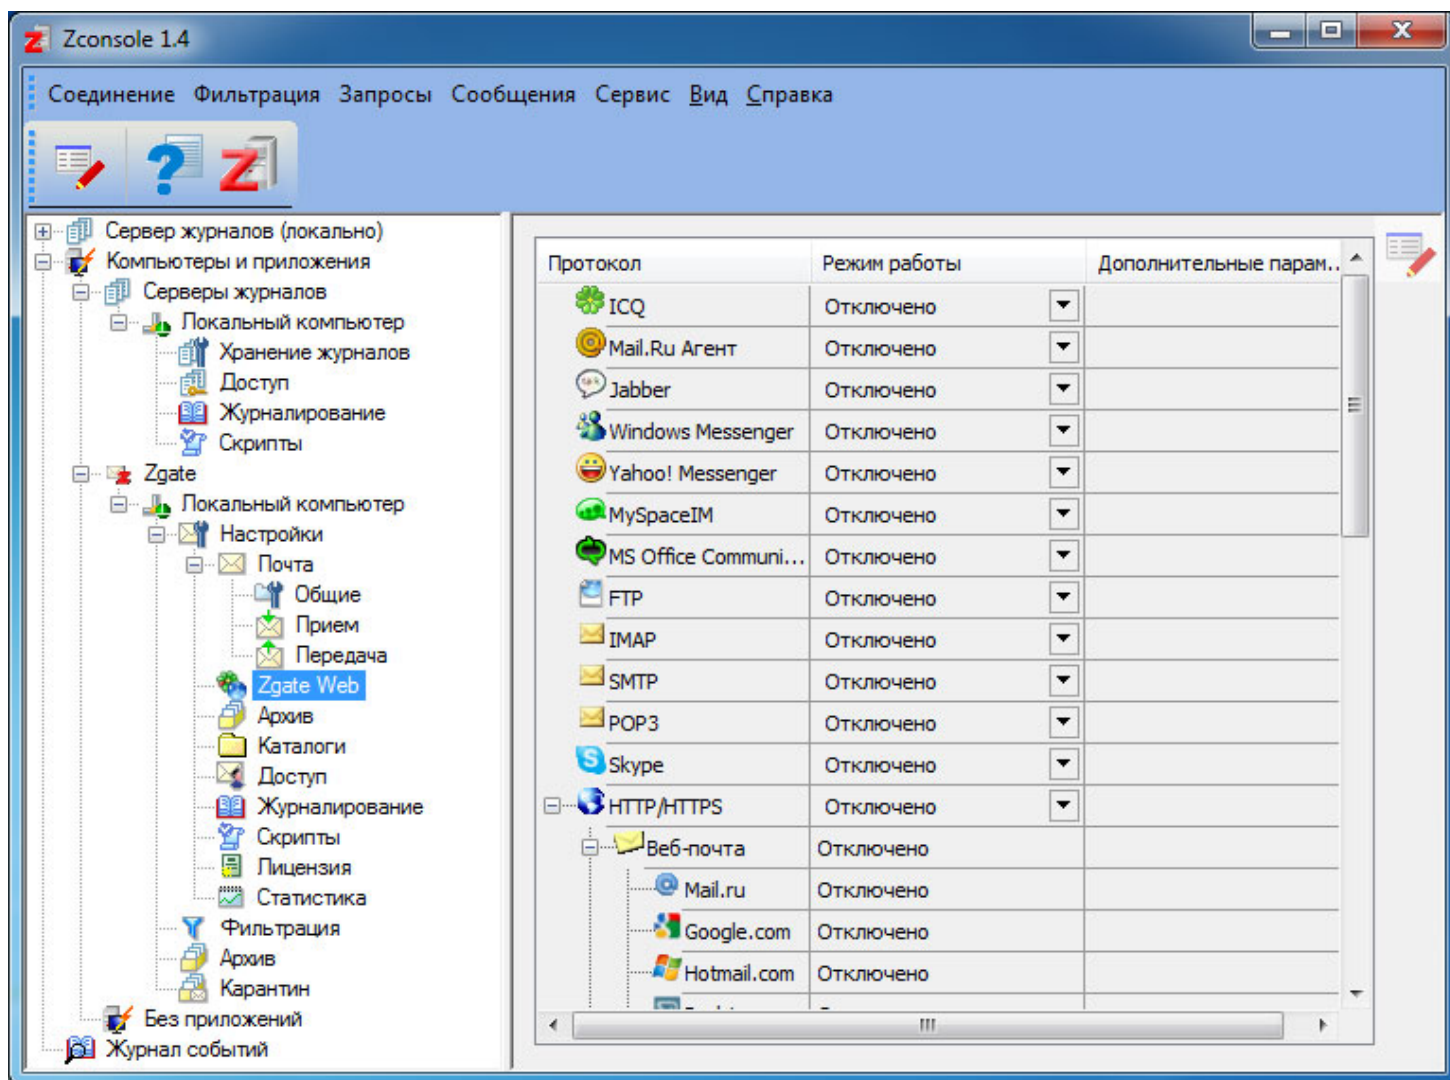 Zconsole 1.4
Соединение Фильтрация Запросы Сообщения Сервис Вид Справка
Сервер журналов (локально)
Компьютеры и приложения
Серверы журналов
Локальный компьютер
Хранение журналов
Доступ
Журналирование
Скрипты
Zgate
Локальный компьютер
Настройки
Почта
Общие
Прием
Передача
Zgate Web
Архив
Каталоги
Доступ
Журналирование
Скрипты
Лицензия
Статистика
Фильтрация
Архив
Карантин
Без приложений
Журнал событий
Протокол Режим работы Дополнительные парам..
ICQ Отключено
Mail.Ru Агент Отключено
Jabber Отключено
Windows Messenger Отключено
Yahoo! Messenger Отключено
MySpaceIM Отключено
MS Office Communi... Отключено
FTP Отключено
IMAP Отключено
SMTP Отключено
POP3 Отключено
Skype Отключено
HTTP/HTTPS Отключено
Веб-почта Отключено
Mail.ru Отключено
Google.com Отключено
Hotmail.com Отключено